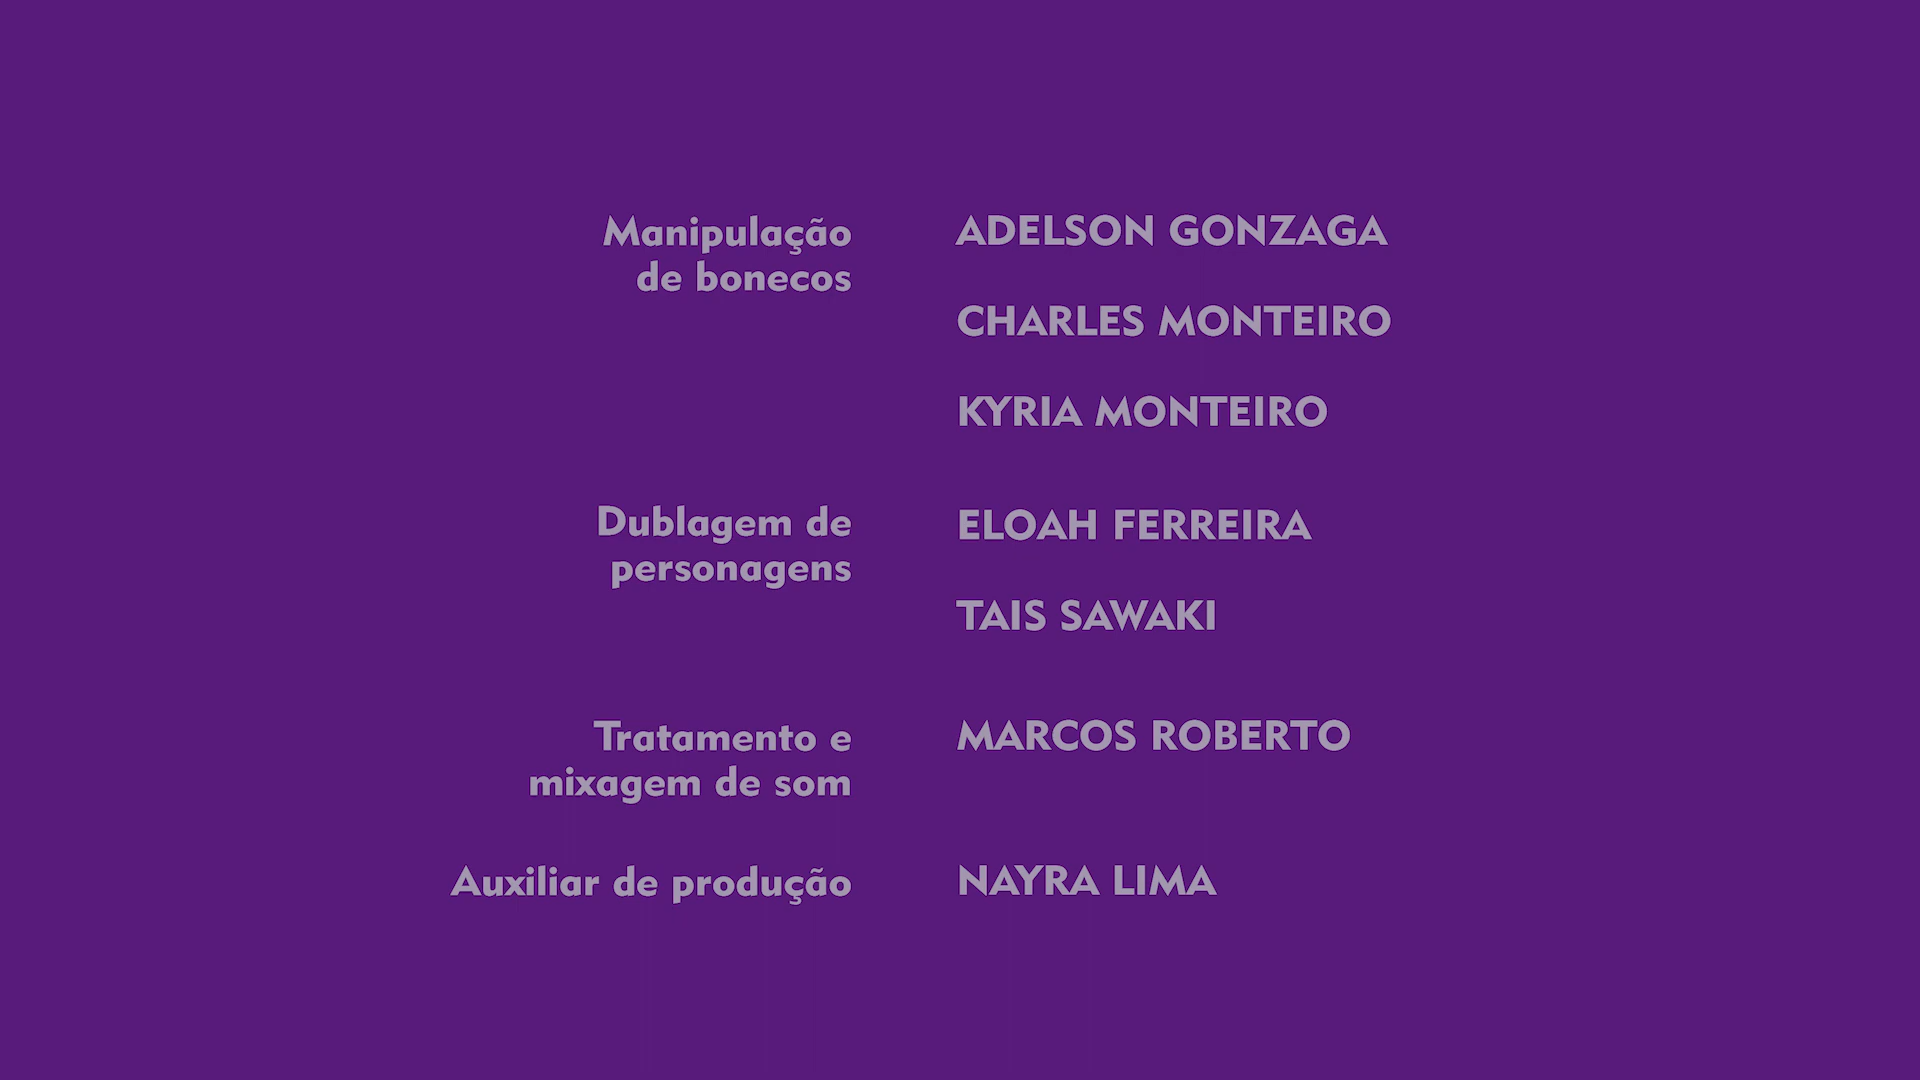 Manipulação
de bonecos
ADELSON GONZAGA
CHARLES MONTEIRO
KYRIA MONTEIRO
Dublagem de
personagens
ELOAH FERREIRA
TAIS SAWAKI
Tratamento e
mixagem de som
MARCOS ROBERTO
Auxiliar de produção
NAYRA LIMA